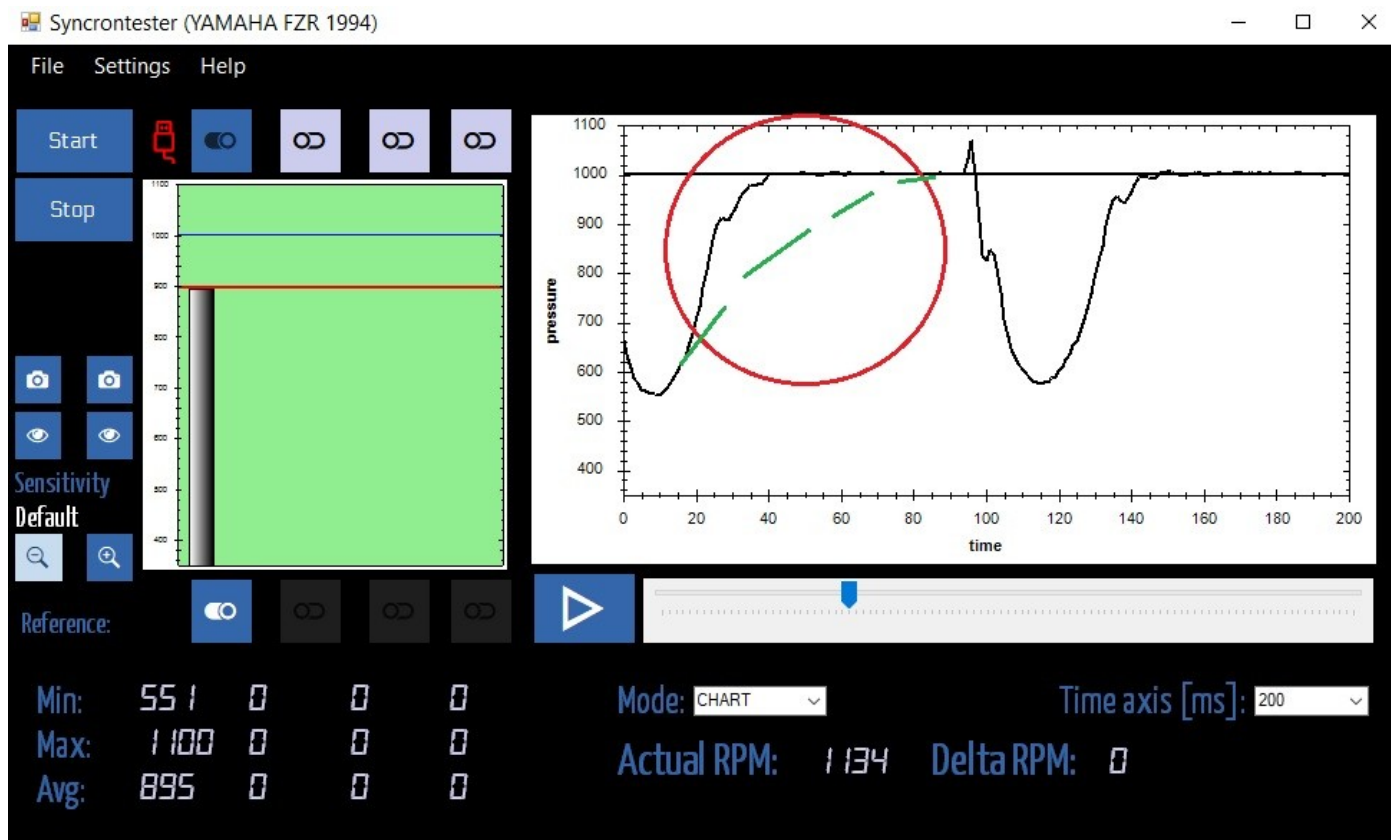 Syncrontester (YAMAHA FZR 1994)
File Settings Help
Start
Stop
1100
1000
900
800
700
600
500
400
Sensitivity
Default
Reference:
1100
1000
900
800
700
600
500
400
pressure
0 20 40 60 80 100 120 140 160 180 200
time
Min: 551 0 0 0
Max: 1100 0 0 0
Avg: 895 0 0 0
Mode: CHART
Time axis [ms]: 200
Actual RPM: 1134 Delta RPM: 0